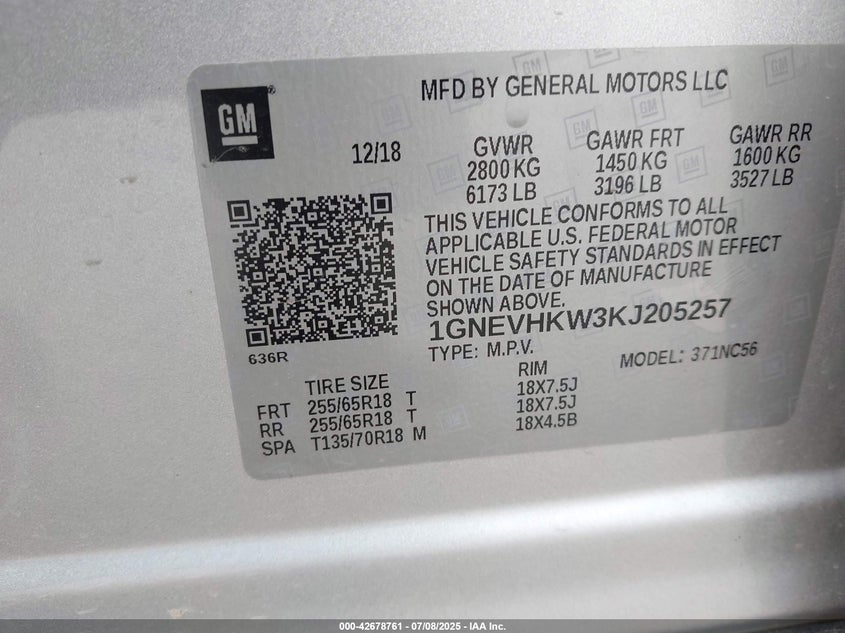 GM
MFD BY GENERAL MOTORS LLC
12/18
GVWR GAWR FRT GAWR RR
2800 KG 1450 KG 1600 KG
6173 LB 3196 LB 3527 LB
THIS VEHICLE CONFORMS TO ALL
APPLICABLE U.S. FEDERAL MOTOR
VEHICLE SAFETY STANDARDS IN EFFECT
ON THE DATE OF MANUFACTURE
SHOWN ABOVE.
1GNEVHKW3KJ205257
TYPE: M.P.V. MODEL: 371NC56
636R
TIRE SIZE RIM
FRT 255/65R18 T 18X7.5J
RR 255/65R18 T 18X7.5J
SPA T135/70R18 M 18X4.5B
000-42678761 - 07/08/2025 - IAA Inc.